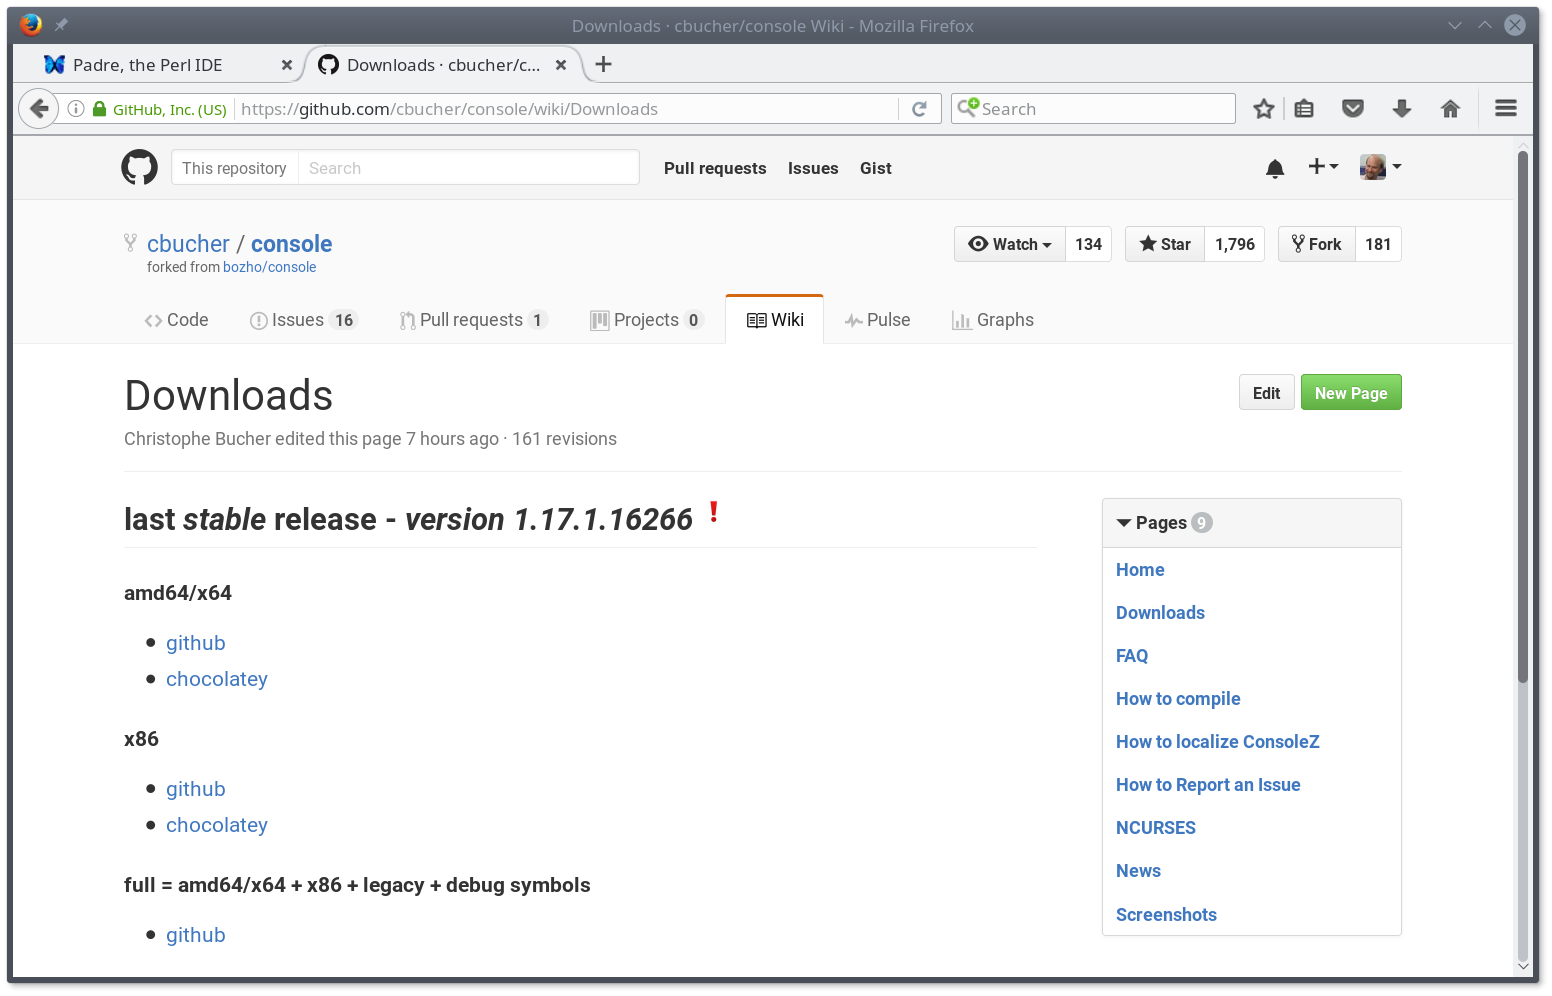 Downloads · cbucher/console Wiki - Mozilla Firefox
Padre, the Perl IDE
Downloads · cbucher/c...
GitHub, Inc. (US)
https://github.com/cbucher/console/wiki/Downloads
Search
This repository
Search
Pull requests
Issues
Gist
cbucher / console
Watch
134
Star
1,796
Fork
181
forked from bozho/console
Code
Issues 16
Pull requests 1
Projects 0
Wiki
Pulse
Graphs
Downloads
Edit
New Page
Christophe Bucher edited this page 7 hours ago · 161 revisions
last stable release - version 1.17.1.16266 !
amd64/x64
github
chocolatey
x86
github
chocolatey
full = amd64/x64 + x86 + legacy + debug symbols
github
Pages 9
Home
Downloads
FAQ
How to compile
How to localize ConsoleZ
How to Report an Issue
NCURSES
News
Screenshots